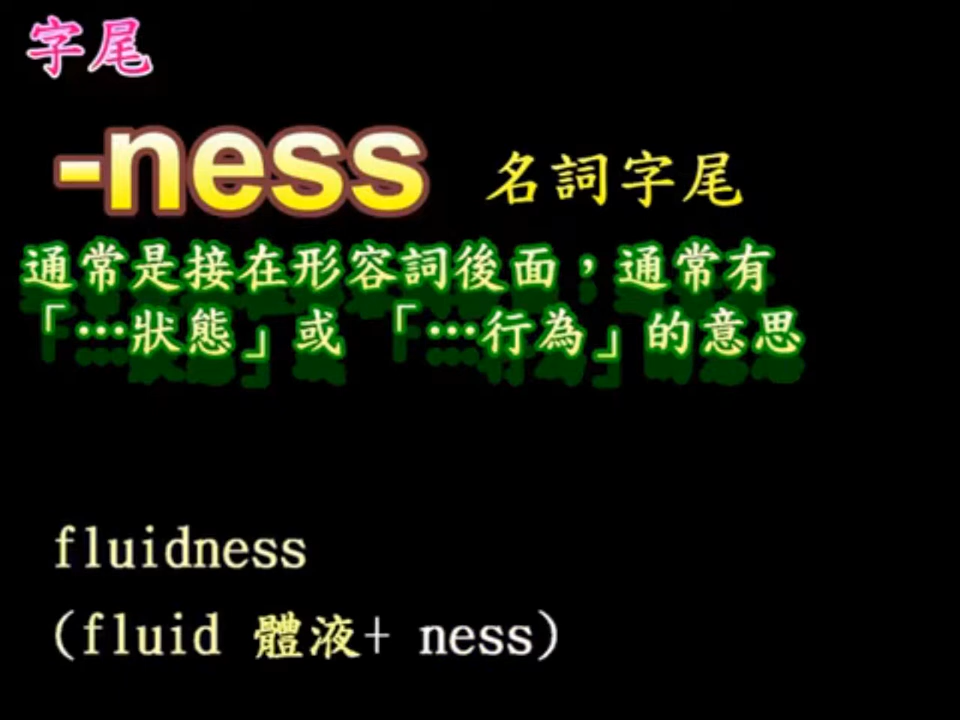 字尾
-ness 名詞字尾
通常是接在形容詞後面，通常有
「…狀態」或 「…行為」的意思
fluidness
(fluid 體液+ ness)